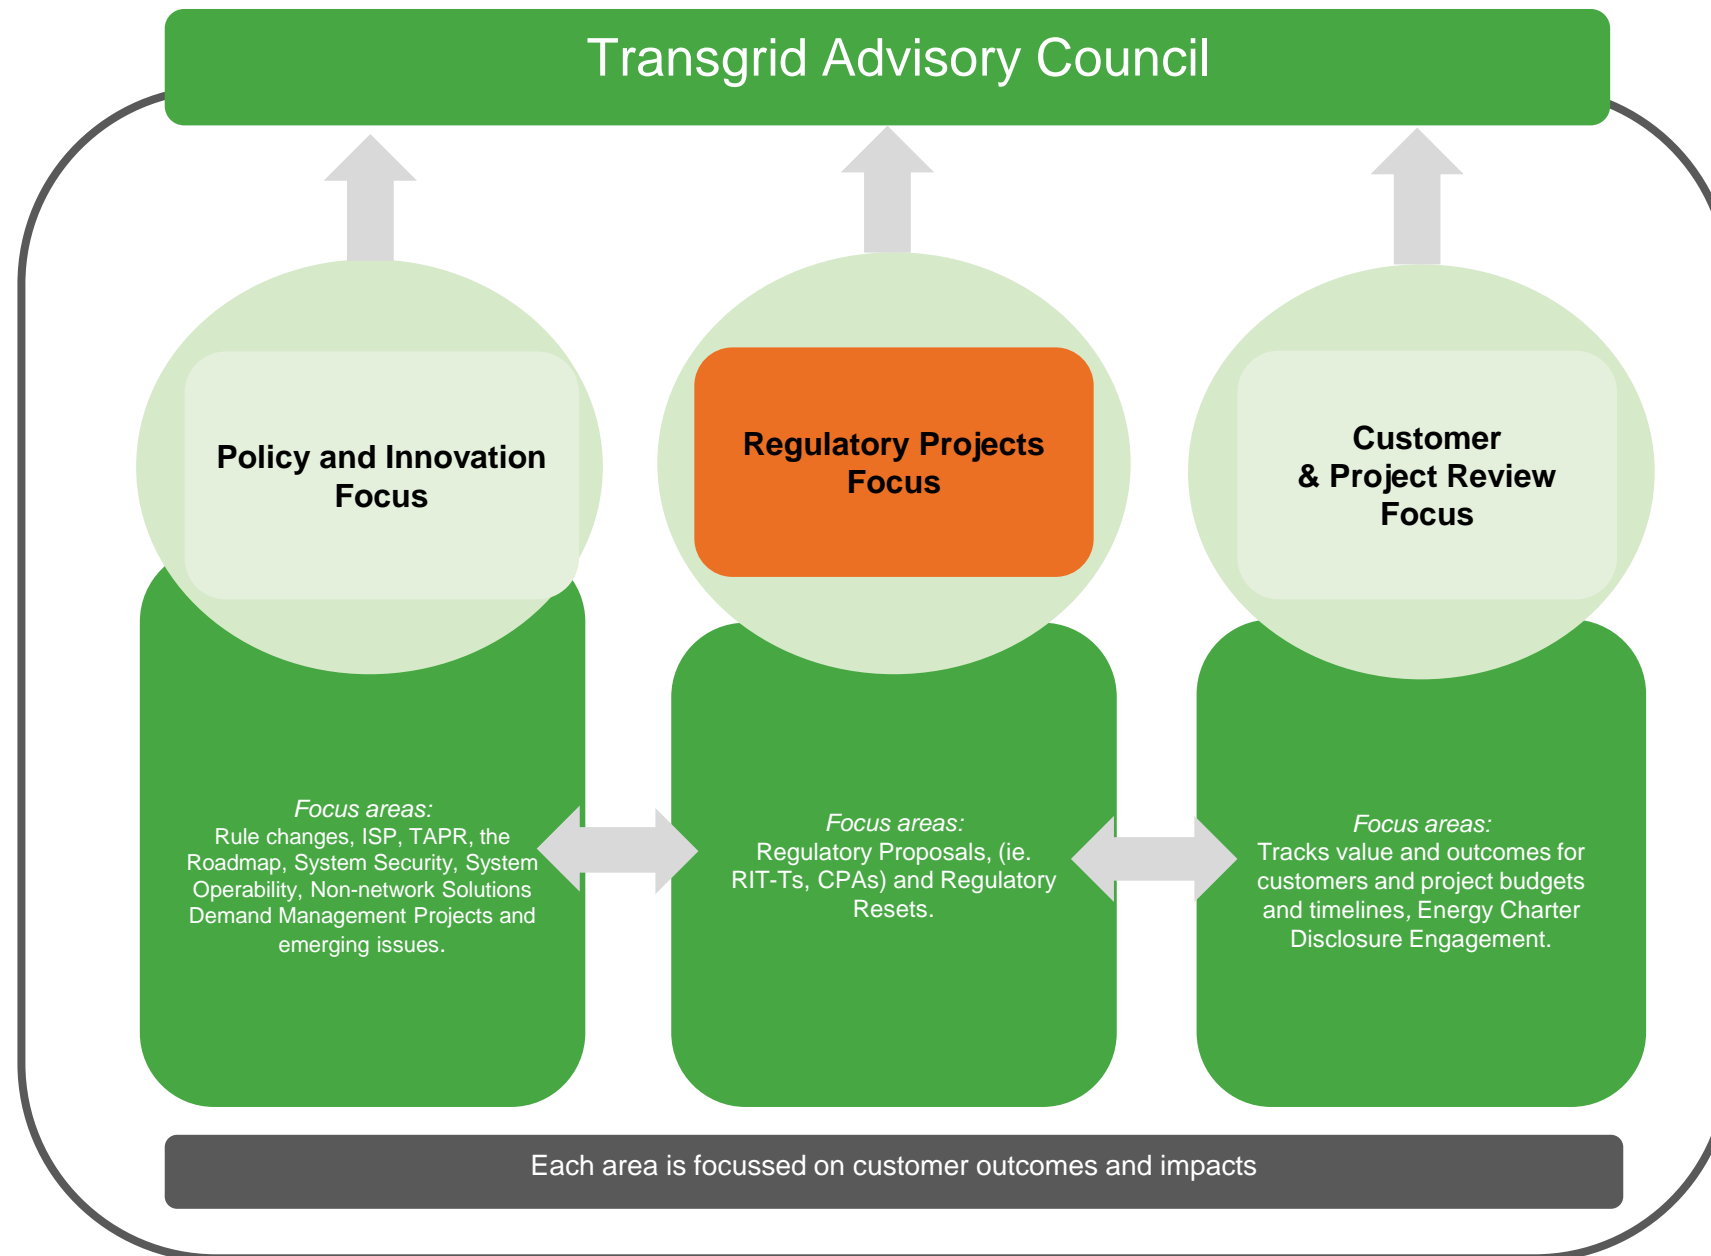 Transgrid Advisory Council
Policy and Innovation
Focus
Regulatory Projects
Focus
Customer
& Project Review
Focus
Focus areas:
Rule changes, ISP, TAPR, the
Roadmap, System Security, System
Operability, Non-network Solutions
Demand Management Projects and
emerging issues.
Focus areas:
Regulatory Proposals, (ie.
RIT-Ts, CPAs) and Regulatory
Resets.
Focus areas:
Tracks value and outcomes for
customers and project budgets
and timelines, Energy Charter
Disclosure Engagement.
Each area is focussed on customer outcomes and impacts